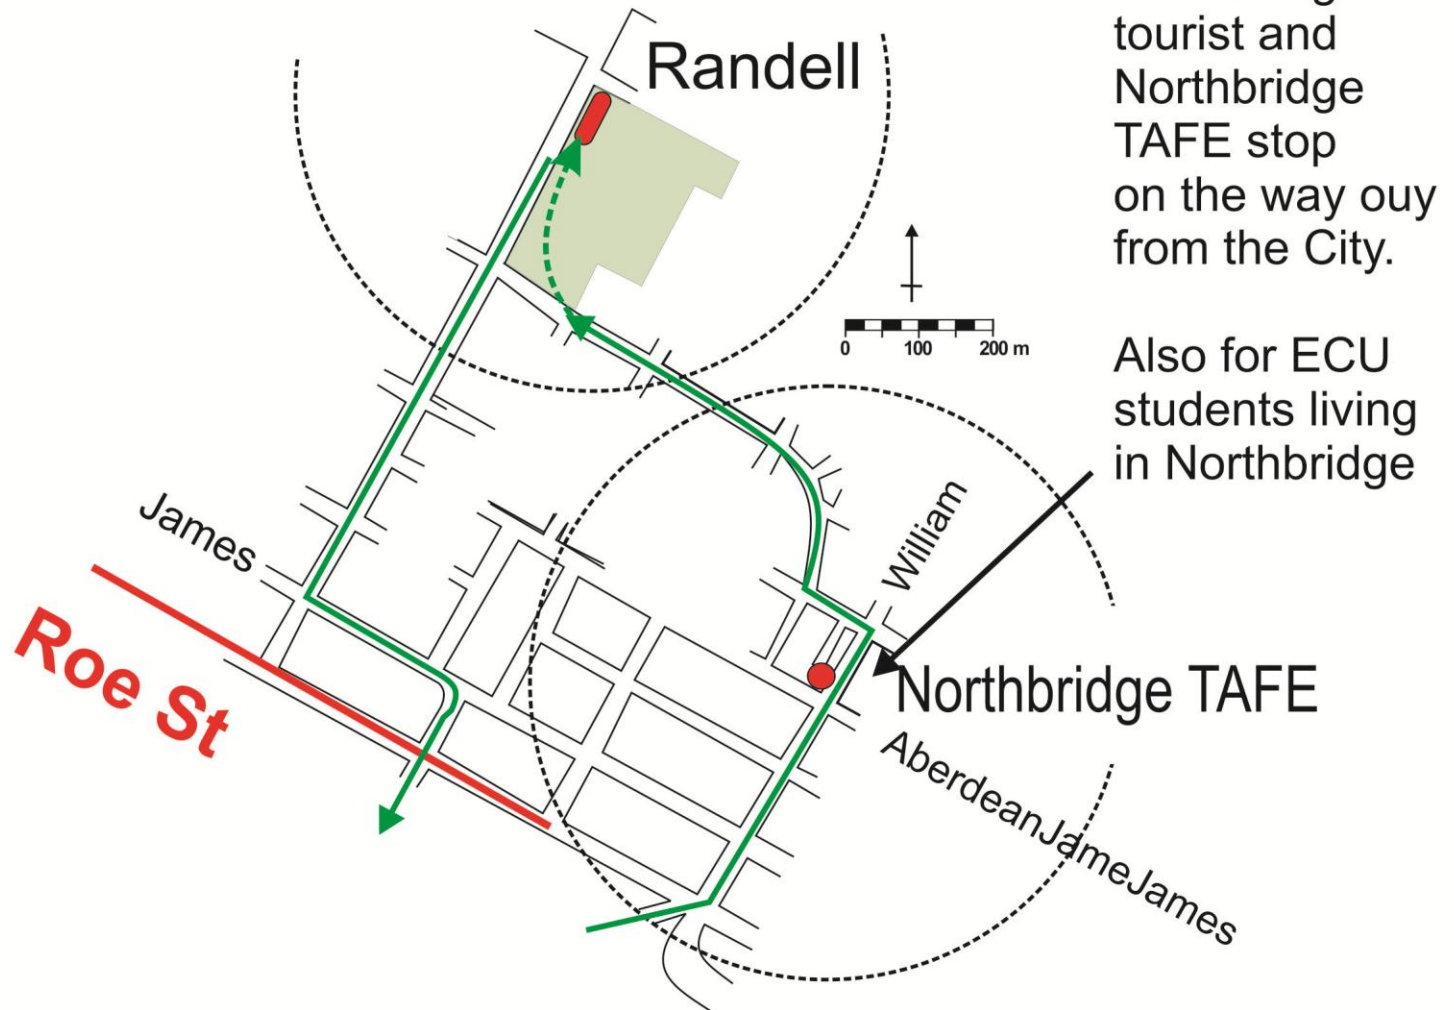 Randell
tourist and
Northbridge
TAFE stop
on the way ouy
from the City.
0 100 200 m
Also for ECU
students living
in Northbridge
James
William
Roe St
Northbridge TAFE
AberdeanJameJames